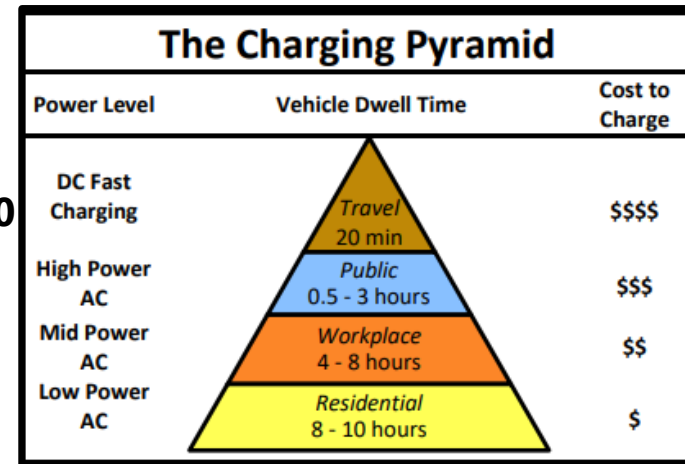 The Charging Pyramid
Power Level
Vehicle Dwell Time
Cost to
Charge
DC Fast
Charging
Travel
20 min
$$$$
High Power
AC
Public
0.5 - 3 hours
$$$
Mid Power
AC
Workplace
4 - 8 hours
$$
Low Power
AC
Residential
8 - 10 hours
$
0